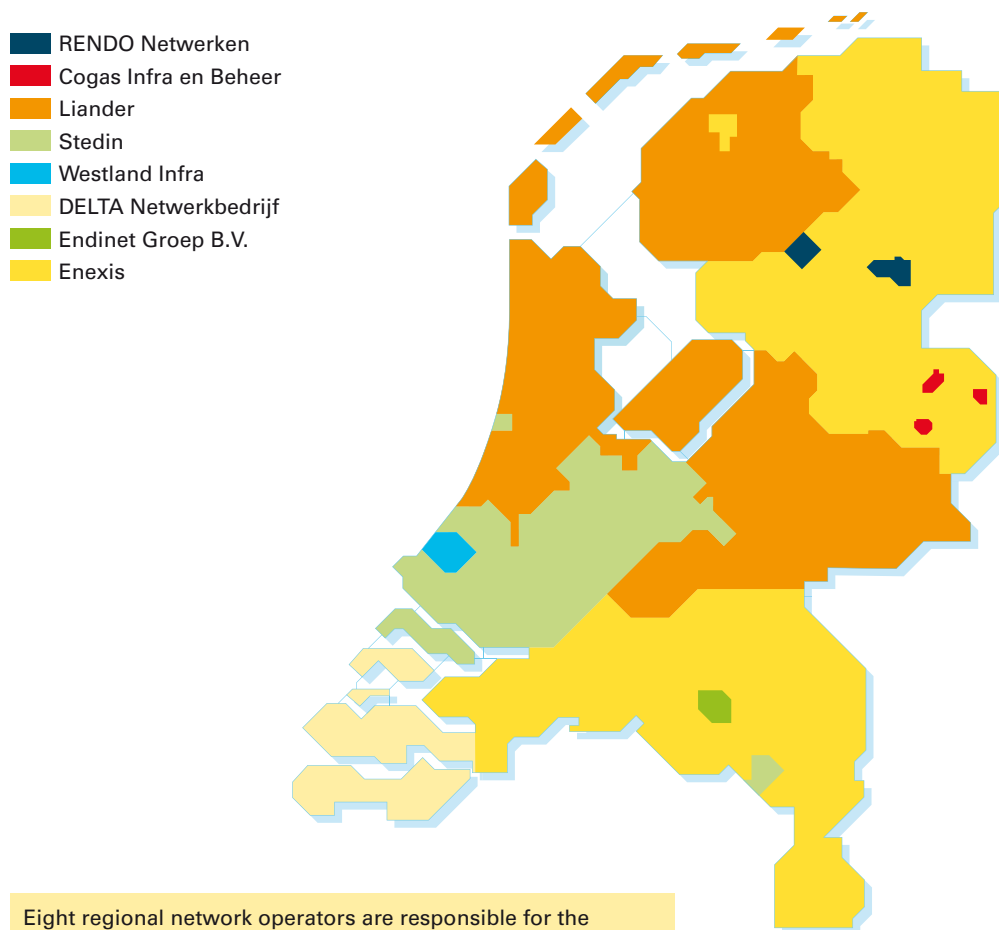 RENDO Netwerken
Cogas Infra en Beheer
Liander
Stedin
Westland Infra
DELTA Netwerkbedrijf
Endinet Groep B.V.
Enexis
Eight regional network operators are responsible for the